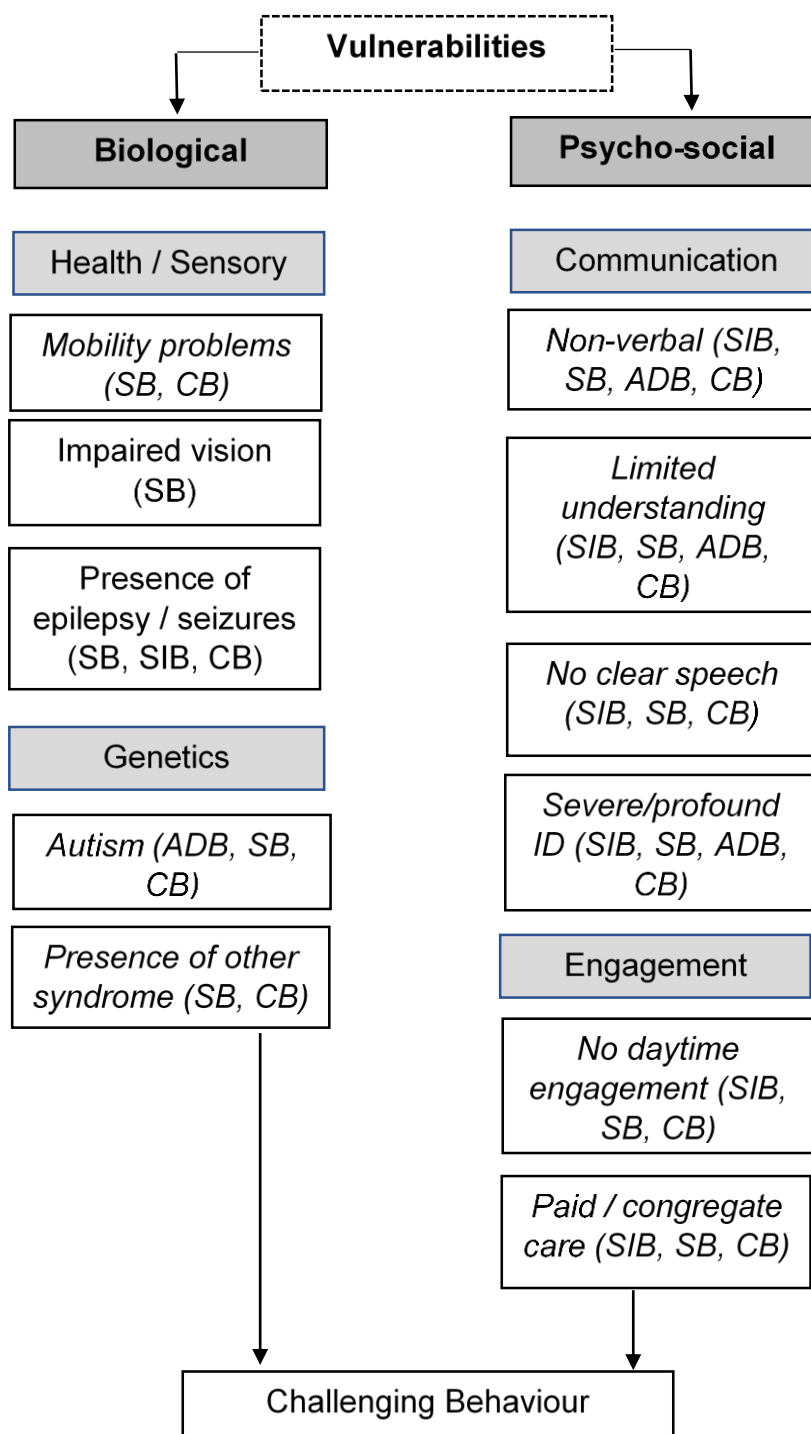 Vulnerabilities
Biological
Health / Sensory
Mobility problems
(SB, CB)
Impaired vision
(SB)
Presence of
epilepsy / seizures
(SB, SIB, CB)
Genetics
Autism (ADB, SB,
CB)
Presence of other
syndrome (SB, CB)
Psycho-social
Communication
Non-verbal (SIB,
SB, ADB, CB)
Limited
understanding
(SIB, SB, ADB,
CB)
No clear speech
(SIB, SB, CB)
Severe/profound
ID (SIB, SB, ADB,
CB)
Engagement
No daytime
engagement (SIB,
SB, CB)
Paid / congregate
care (SIB, SB, CB)
Challenging Behaviour